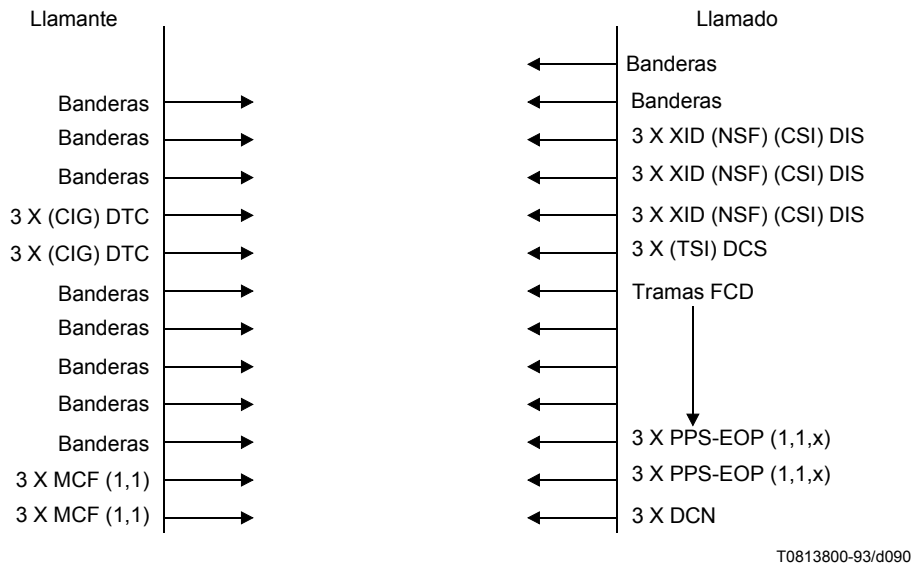 Llamante Llamado
Banderas
Banderas Banderas
Banderas 3 X XID (NSF) (CSI) DIS
Banderas 3 X XID (NSF) (CSI) DIS
3 X (CIG) DTC 3 X XID (NSF) (CSI) DIS
3 X (CIG) DTC 3 X (TSI) DCS
Banderas Tramas FCD
Banderas
Banderas
Banderas
Banderas 3 X PPS-EOP (1,1,x)
3 X MCF (1,1) 3 X PPS-EOP (1,1,x)
3 X MCF (1,1) 3 X DCN
T0813800-93/d090